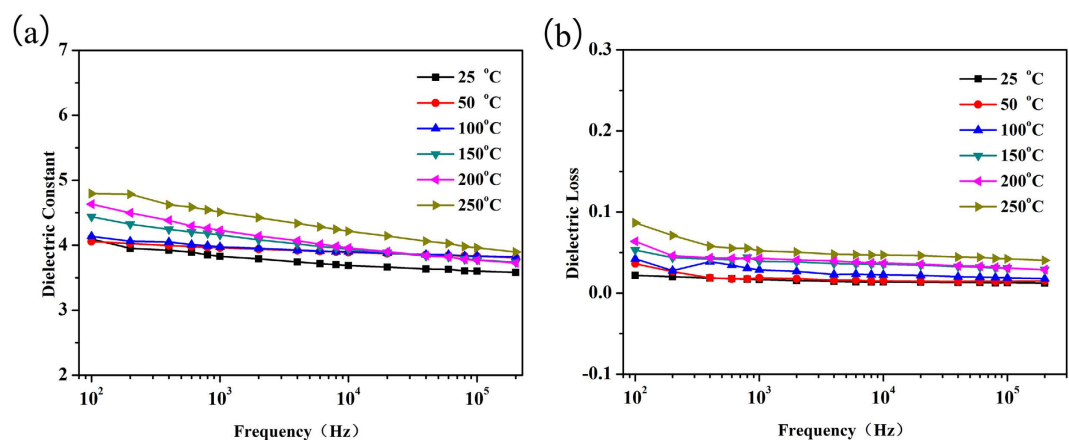 (a)
7
6
5
4
3
2
Dielectric Constant
25 °C
50 °C
100°C
150°C
200°C
250°C
10² 10³ 10⁴ 10⁵
Frequency（Hz）
(b)
0.3
0.2
0.1
0.0
-0.1
Dielectric Loss
25 °C
50 °C
100°C
150°C
200°C
250°C
10² 10³ 10⁴ 10⁵
Frequency（Hz）